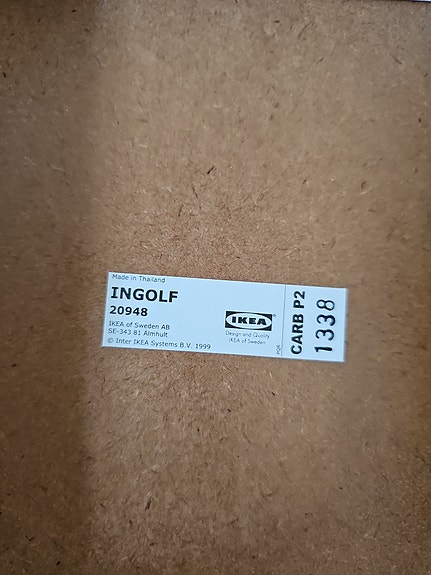 Made in Thailand
INGOLF
20948
IKEA of Sweden AB
SE-343 81 Älmhult
© Inter IKEA Systems B.V. 1999
IKEA®
Design and Quality
IKEA of Sweden
CARB P2
1338